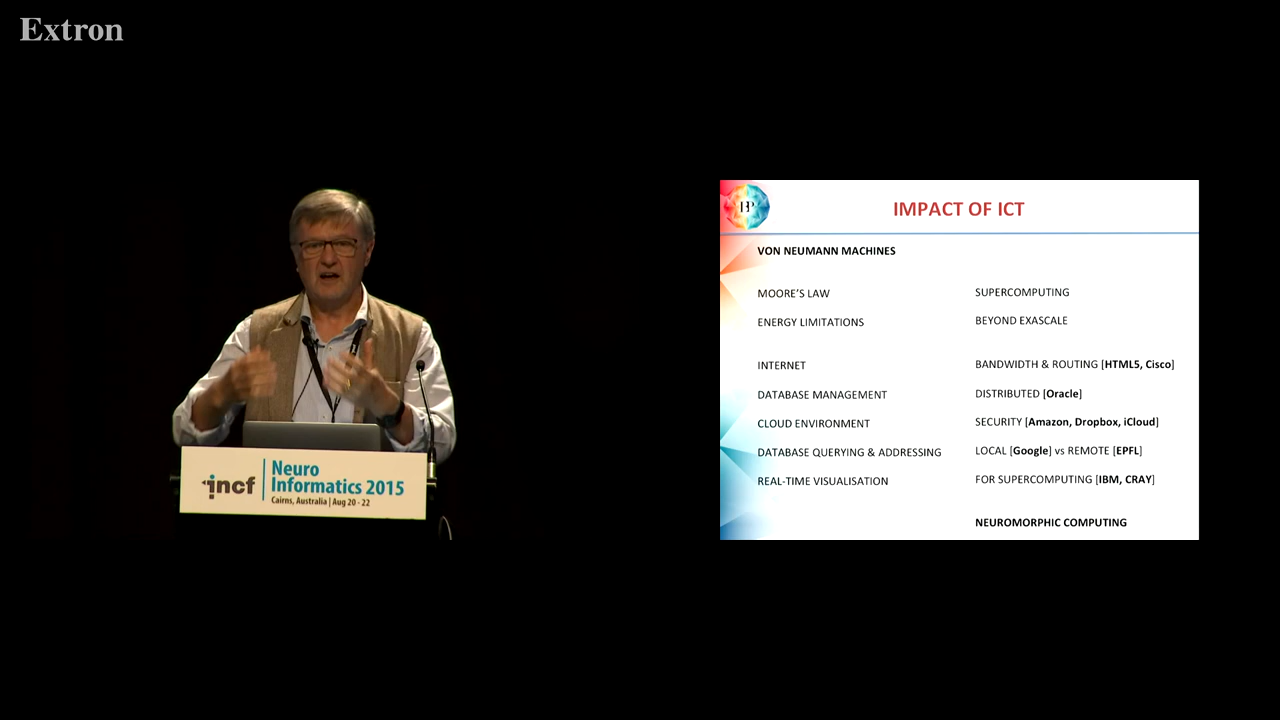 Extron
incf
Neuro
Informatics 2015
Cairns, Australia | Aug 20 - 22
IMPACT OF ICT
VON NEUMANN MACHINES
MOORE'S LAW
SUPERCOMPUTING
ENERGY LIMITATIONS
BEYOND EXASCALE
INTERNET
BANDWIDTH & ROUTING [HTML5, Cisco]
DATABASE MANAGEMENT
DISTRIBUTED [Oracle]
CLOUD ENVIRONMENT
SECURITY [Amazon, Dropbox, iCloud]
DATABASE QUERYING & ADDRESSING
LOCAL [Google] vs REMOTE [EPFL]
REAL-TIME VISUALISATION
FOR SUPERCOMPUTING [IBM, CRAY]
NEUROMORPHIC COMPUTING